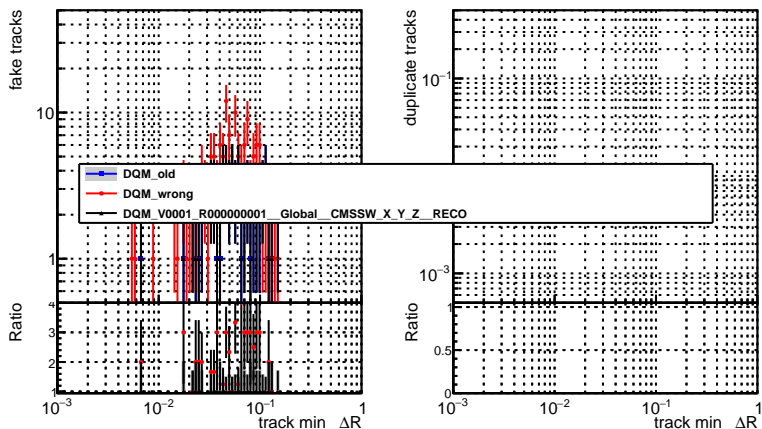 fake tracks
10
1
Ratio
4
3
2
1
10⁻³
10⁻²
10⁻¹
1
track min ΔR
duplicate tracks
10⁻¹
10⁻³
Ratio
1
0.5
0
10⁻³
10⁻²
10⁻¹
1
track min ΔR
DQM_old
DQM_wrong
DQM_V0001_R000000001__Global__CMSSW_X_Y_Z__RECO